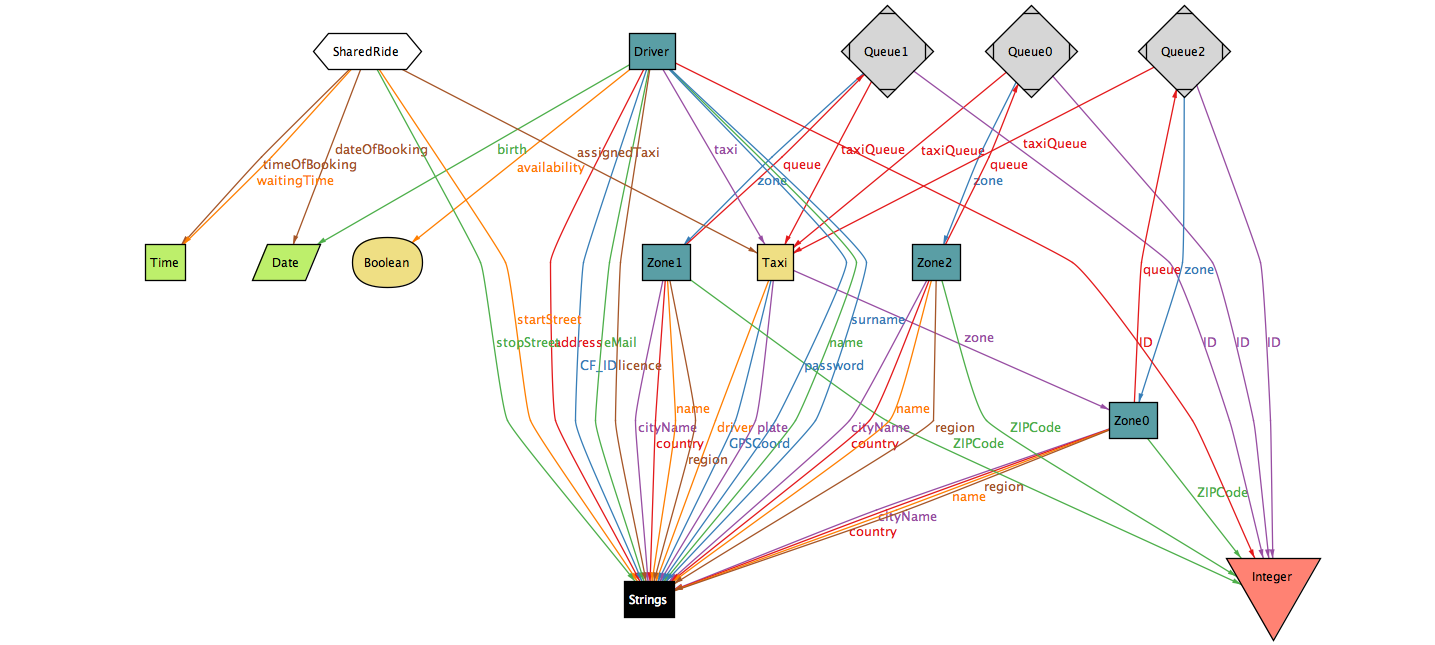 SharedRide
Driver
Queue1
Queue0
Queue2
dateOfBooking
birth
assignedTaxi
taxi
taxiQueue
taxiQueue
taxiQueue
timeOfBooking
availability
queue
queue
waitingTime
zone
zone
Time
Date
Boolean
Zone1
Taxi
Zone2
queue
zone
startStreet
surname
stopStreet
address
eMail
name
zone
ID
ID
ID
ID
CF_ID
licence
password
name
name
Zone0
cityName
driver
plate
cityName
region
ZIPCode
country
GPSCoord
country
ZIPCode
region
region
ZIPCode
name
cityName
country
Integer
Strings